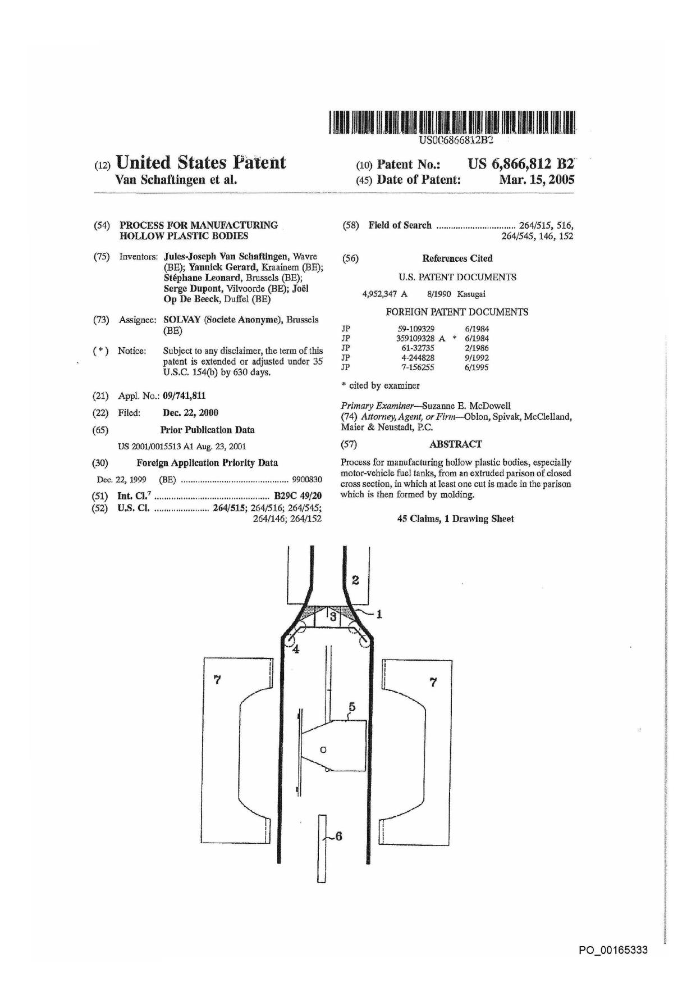 US006866812B2
(12) United States Patent
Van Schaftingen et al.
(10) Patent No.: US 6,866,812 B2
(45) Date of Patent: Mar. 15, 2005
(54) PROCESS FOR MANUFACTURING
HOLLOW PLASTIC BODIES
(75) Inventors: Jules-Joseph Van Schaftingen, Wavre
(BE); Yannick Gerard, Kraainem (BE);
Stéphane Leonard, Brussels (BE);
Serge Dupont, Vilvoorde (BE); Joël
Op De Beeck, Duffel (BE)
(73) Assignee: SOLVAY (Societe Anonyme), Brussels
(BE)
(*) Notice: Subject to any disclaimer, the term of this
patent is extended or adjusted under 35
U.S.C. 154(b) by 630 days.
(21) Appl. No.: 09/741,811
(22) Filed: Dec. 22, 2000
(65) Prior Publication Data
US 2001/0015513 A1 Aug. 23, 2001
(30) Foreign Application Priority Data
Dec. 22, 1999 (BE) ............................................ 9900830
(51) Int. Cl.7 ................................................ B29C 49/20
(52) U.S. Cl. ....................... 264/515; 264/516; 264/545;
264/146; 264/152
(58) Field of Search ................................ 264/515, 516,
264/545, 146, 152
(56) References Cited
U.S. PATENT DOCUMENTS
4,952,347 A 8/1990 Kasugai
FOREIGN PATENT DOCUMENTS
JP 59-109329 6/1984
JP 359109328 A * 6/1984
JP 61-32735 2/1986
JP 4-244828 9/1992
JP 7-156255 6/1995
* cited by examiner
Primary Examiner—Suzanne E. McDowell
(74) Attorney, Agent, or Firm—Oblon, Spivak, McClelland,
Maier & Neustadt, P.C.
(57) ABSTRACT
Process for manufacturing hollow plastic bodies, especially
motor-vehicle fuel tanks, from an extruded parison of closed
cross section, in which at least one cut is made in the parison
which is then formed by molding.
45 Claims, 1 Drawing Sheet
2
1
3
4
7
7
5
6
PO_00165333